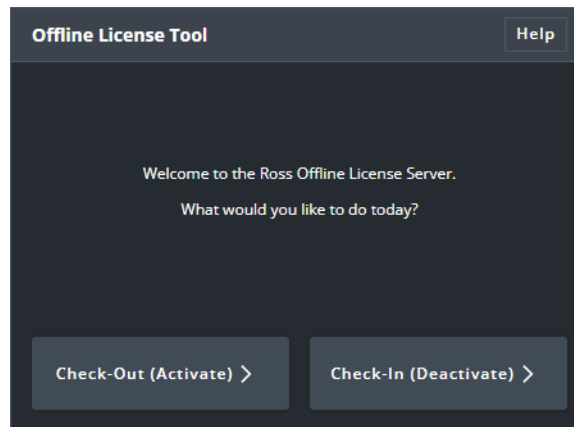 Offline License Tool
Help
Welcome to the Ross Offline License Server.
What would you like to do today?
Check-Out (Activate) >
Check-In (Deactivate) >